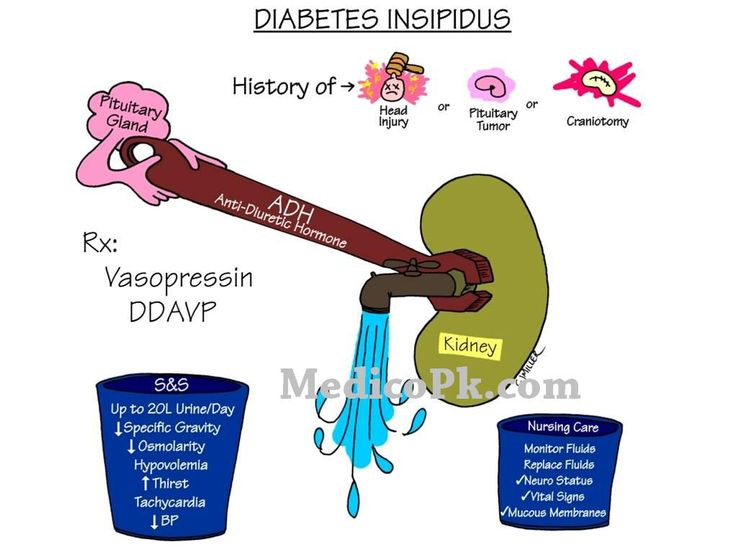 DIABETES INSIPIDUS
History of →
Head
Injury
or
Pituitary
Tumor
or
Craniotomy
Pituitary
Gland
ADH
Anti-Diuretic Hormone
Rx:
Vasopressin
DDAVP
Kidney
C.MILLER
MedicoPk.com
S&S
Up to 20L Urine/Day
↓Specific Gravity
↓Osmolarity
Hypovolemia
↑Thirst
Tachycardia
↓BP
Nursing Care
Monitor Fluids
Replace Fluids
✓Neuro Status
✓Vital Signs
✓Mucous Membranes